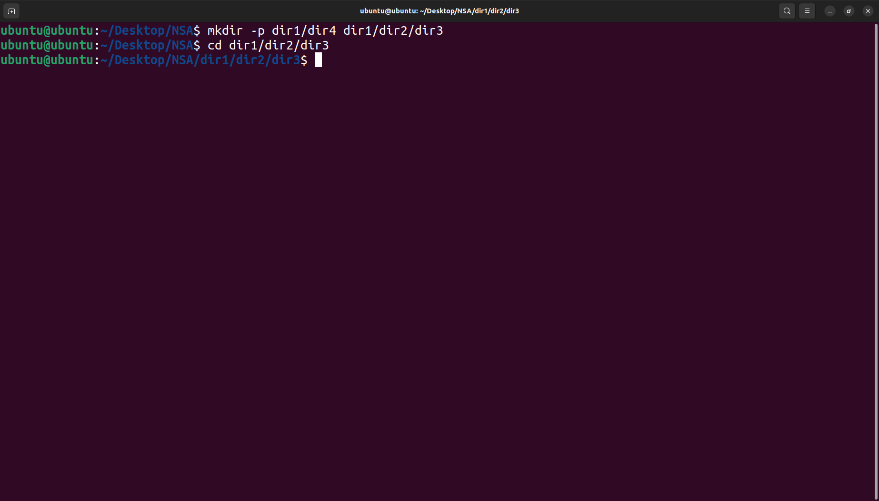 ubuntu@ubuntu: ~/Desktop/NSA/dir1/dir2/dir3
ubuntu@ubuntu:~/Desktop/NSA$ mkdir -p dir1/dir4 dir1/dir2/dir3
ubuntu@ubuntu:~/Desktop/NSA$ cd dir1/dir2/dir3
ubuntu@ubuntu:~/Desktop/NSA/dir1/dir2/dir3$